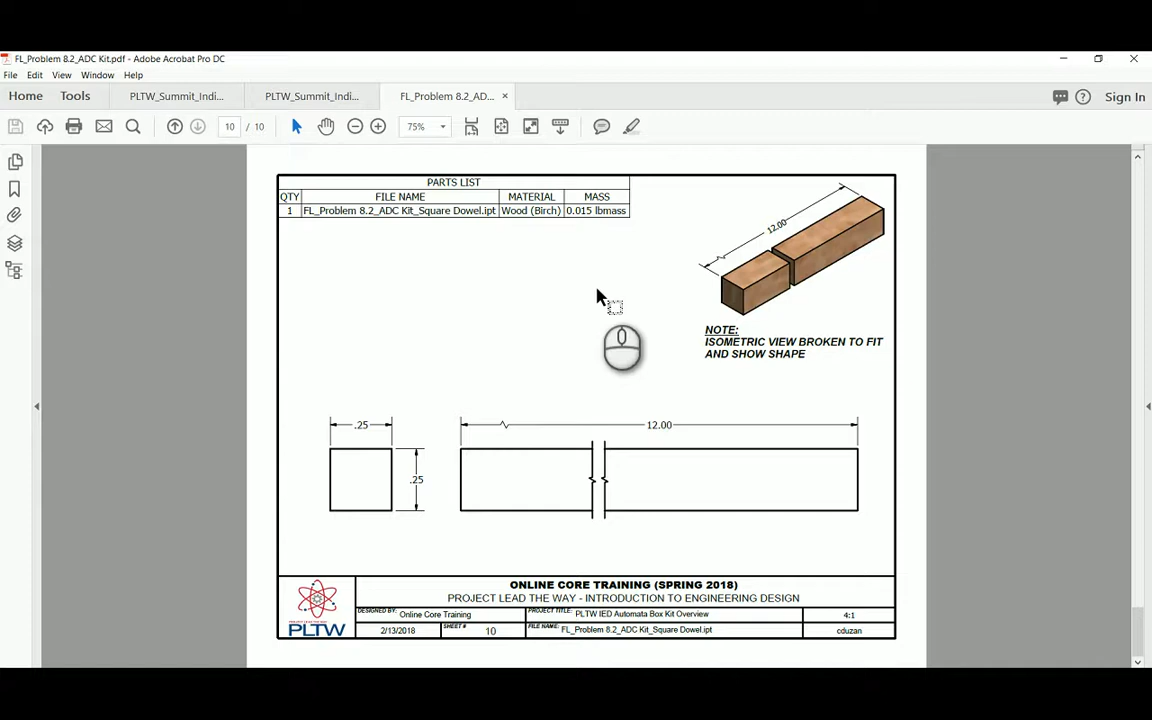 FL_Problem 8.2_ADC Kit.pdf - Adobe Acrobat Pro DC
File Edit View Window Help
Home Tools PLTW_Summit_Indi... PLTW_Summit_Indi... FL_Problem 8.2_AD... × Sign In
10 / 10 75%
PARTS LIST
QTY FILE NAME MATERIAL MASS
1 FL_Problem 8.2_ADC Kit_Square Dowel.ipt Wood (Birch) 0.015 lbmass
12.00
NOTE:
ISOMETRIC VIEW BROKEN TO FIT
AND SHOW SHAPE
.25 12.00
.25
ONLINE CORE TRAINING (SPRING 2018)
PROJECT LEAD THE WAY - INTRODUCTION TO ENGINEERING DESIGN
DESIGNED BY: Online Core Training PROJECT TITLE: PLTW IED Automata Box Kit Overview 4:1
PLTW 2/13/2018 SHEET # 10 FILE NAME: FL_Problem 8.2_ADC Kit_Square Dowel.ipt cduzan